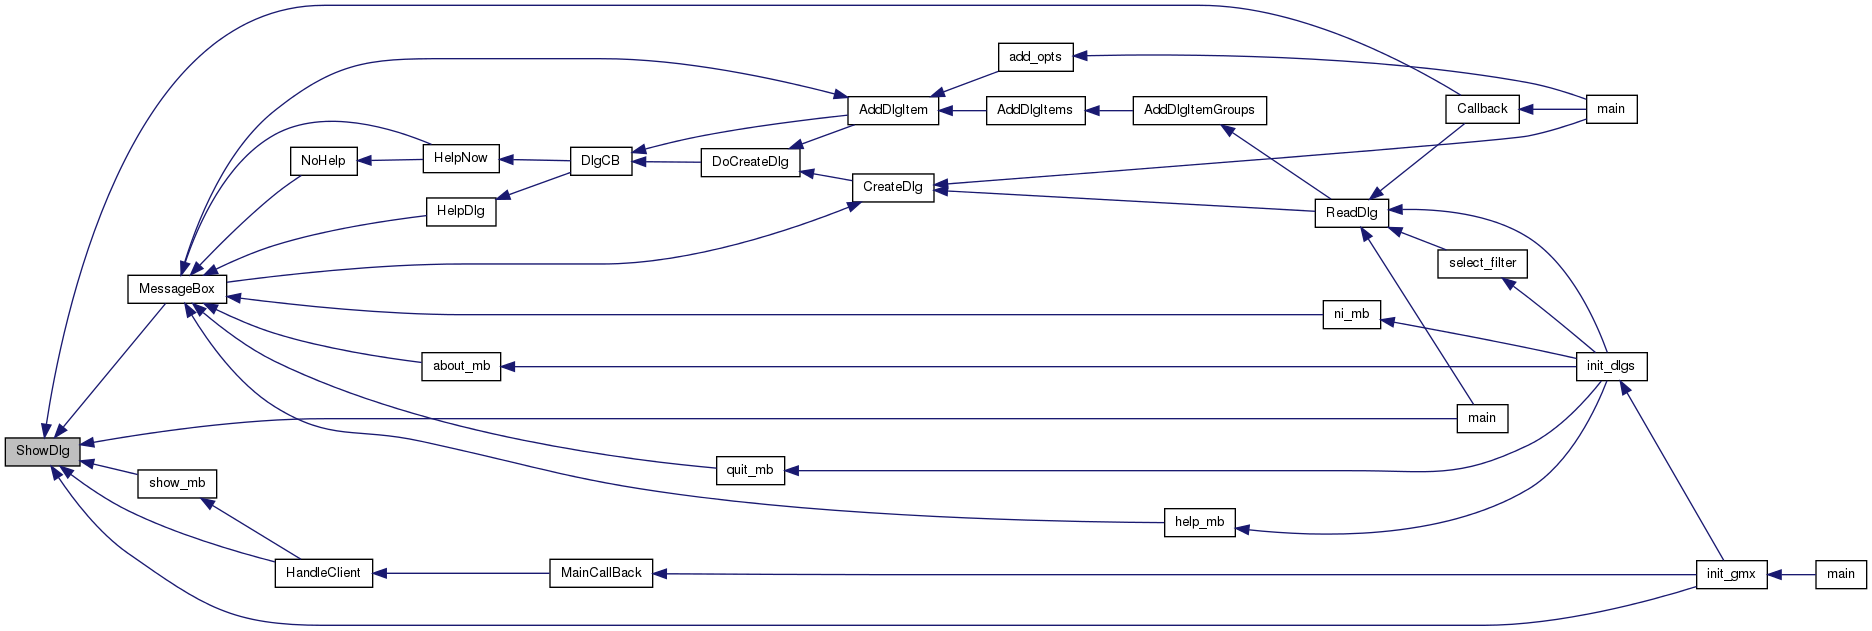 add_opts
AddDlgItem
AddDlgItems
AddDlgItemGroups
Callback
main
NoHelp
HelpNow
DlgCB
DoCreateDlg
CreateDlg
HelpDlg
ReadDlg
select_filter
MessageBox
ni_mb
about_mb
init_dlgs
main
ShowDlg
quit_mb
show_mb
help_mb
HandleClient
MainCallBack
init_gmx
main